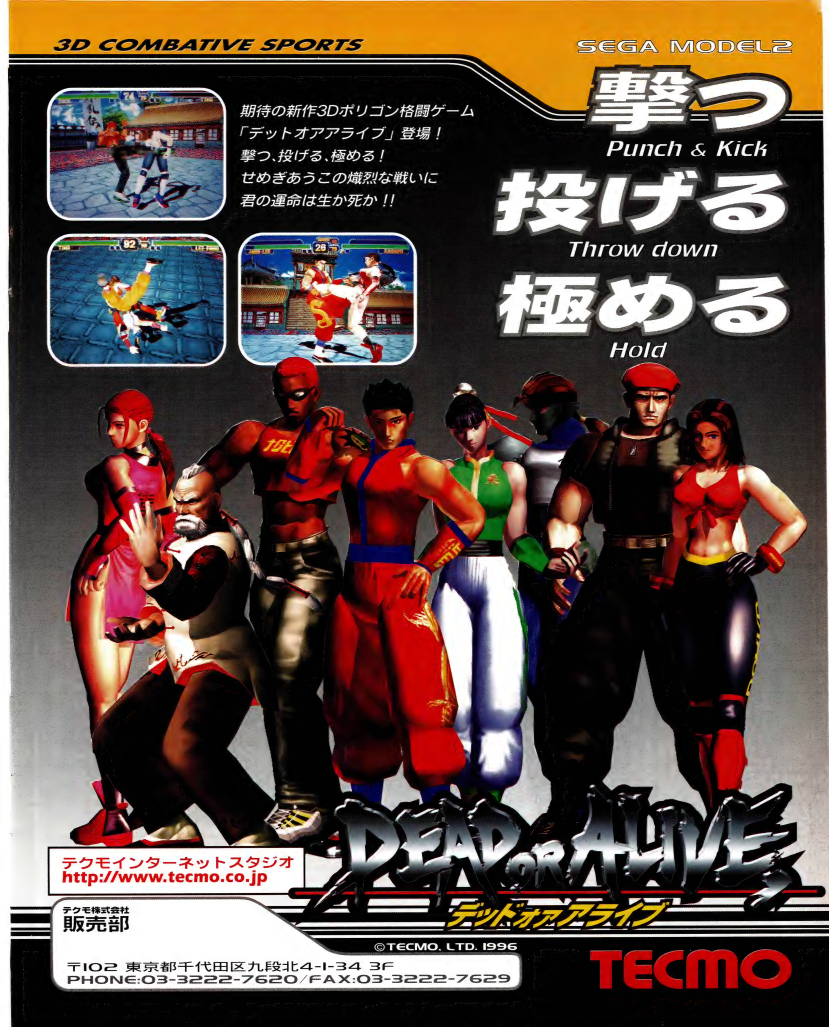 3D COMBATIVE SPORTS
SEGA MODEL2
撃つ
Punch & Kick
投げる
Throw down
極める
Hold
期待の新作3Dポリゴン格闘ゲーム
「デットオアアライブ」登場！
撃つ、投げる、極める！
せめぎあうこの熾烈な戦いに
君の運命は生か死か!!
74
92
28
DEAD OR ALIVE
デッドオアアライブ
テクモインターネットスタジオ
http://www.tecmo.co.jp
テクモ株式会社
販売部
©TECMO, LTD. 1996
〒102 東京都千代田区九段北4-1-34 3F
PHONE:03-3222-7620/FAX:03-3222-7629
TECMO